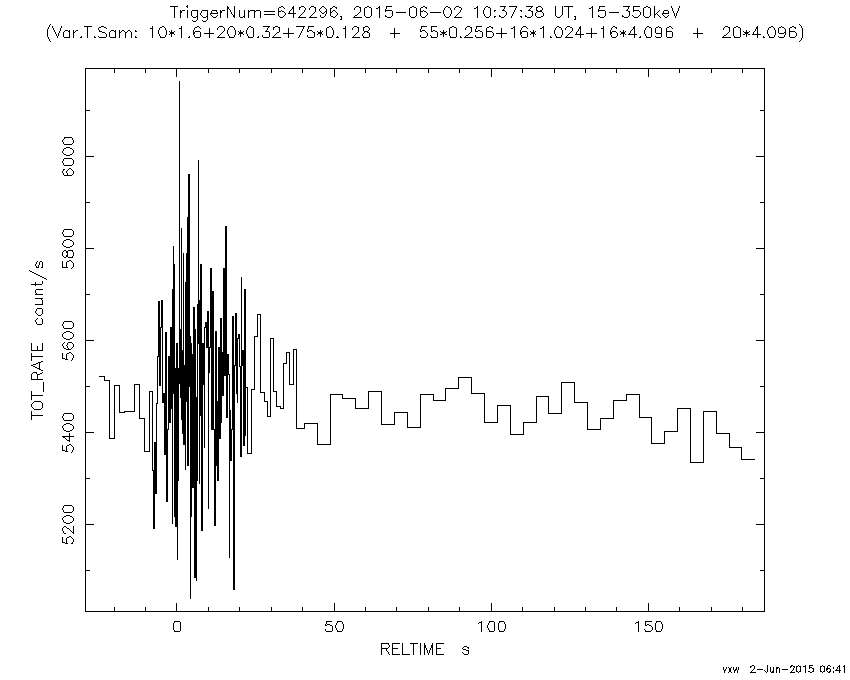 TriggerNum=642296, 2015-06-02 10:37:38 UT, 15-350keV
(Var.T.Sam: 10*1.6+20*0.32+75*0.128 + 55*0.256+16*1.024+16*4.096 + 20*4.096)
TOT_RATE count/s
6000
5800
5600
5400
5200
0 50 100 150
RELTIME s
vxw 2-Jun-2015 06:41